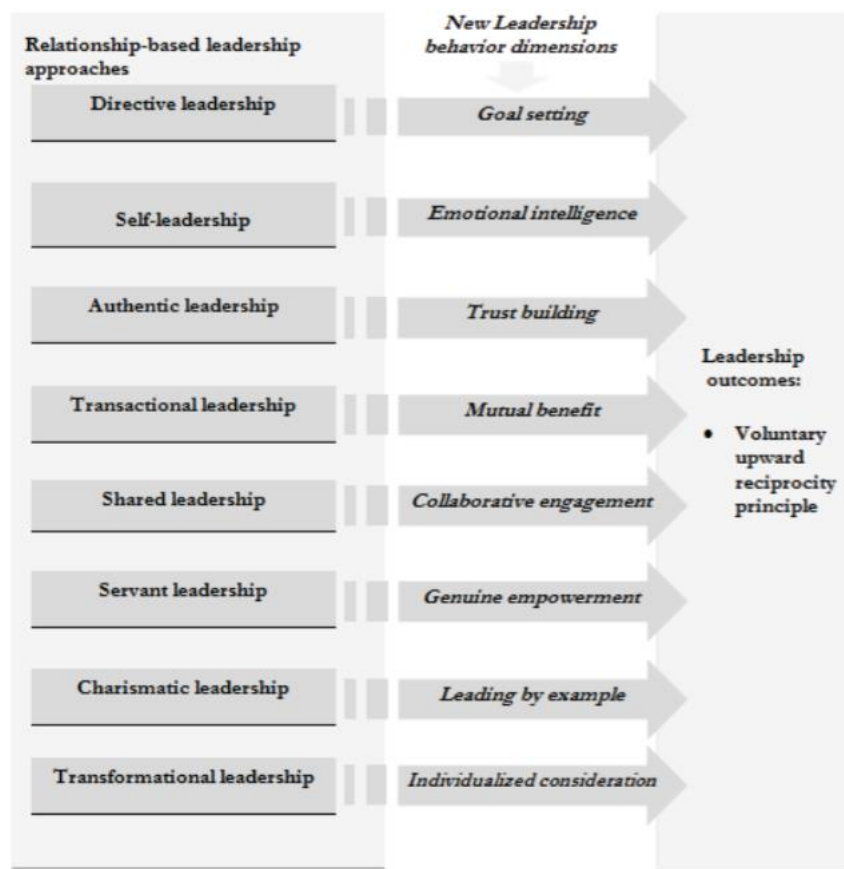 Relationship-based leadership
approaches
New Leadership
behavior dimensions
Directive leadership
Goal setting
Self-leadership
Emotional intelligence
Authentic leadership
Trust building
Transactional leadership
Mutual benefit
Shared leadership
Collaborative engagement
Servant leadership
Genuine empowerment
Charismatic leadership
Leading by example
Transformational leadership
Individualized consideration
Leadership
outcomes:
• Voluntary
upward
reciprocity
principle